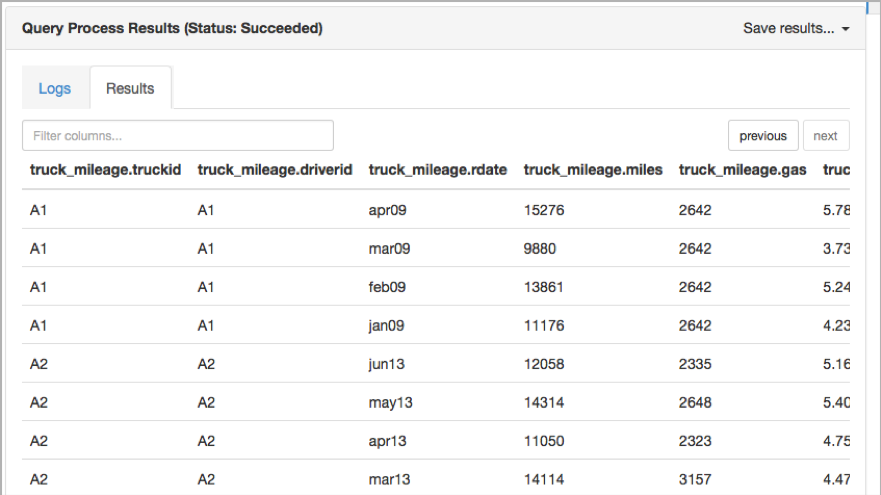 Query Process Results (Status: Succeeded) Save results...
Logs Results
Filter columns... previous next
truck_mileage.truckid truck_mileage.driverid truck_mileage.rdate truck_mileage.miles truck_mileage.gas truc
A1 A1 apr09 15276 2642 5.78
A1 A1 mar09 9880 2642 3.73
A1 A1 feb09 13861 2642 5.24
A1 A1 jan09 11176 2642 4.23
A2 A2 jun13 12058 2335 5.16
A2 A2 may13 14314 2648 5.40
A2 A2 apr13 11050 2323 4.75
A2 A2 mar13 14114 3157 4.47